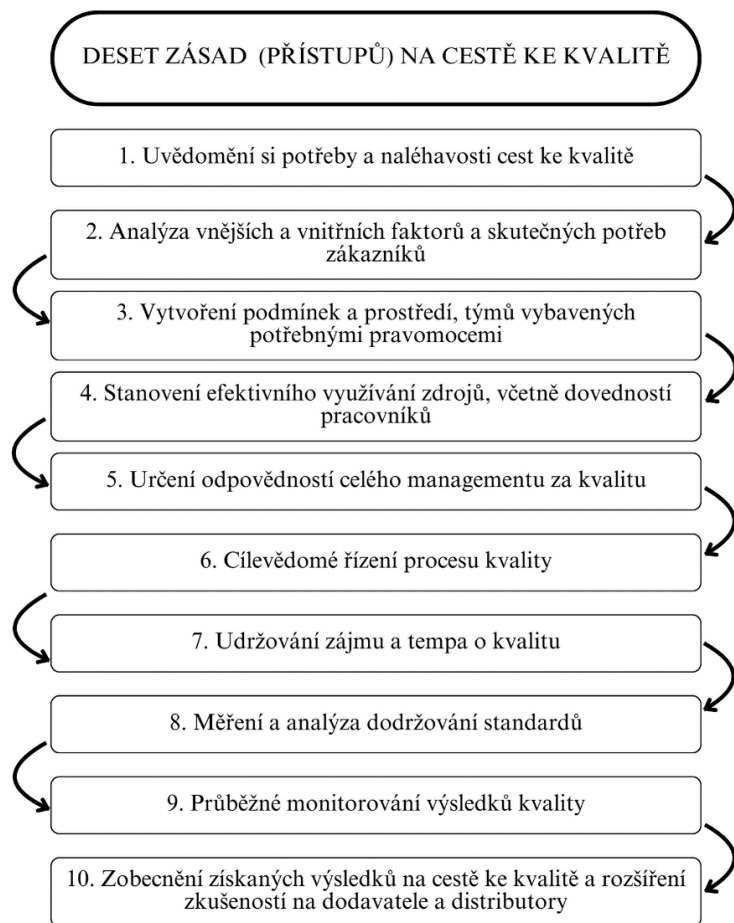 DESET ZÁSAD (PŘÍSTUPŮ) NA CESTĚ KE KVALITĚ
1. Uvědomění si potřeby a naléhavosti cest ke kvalitě
2. Analýza vnějších a vnitřních faktorů a skutečných potřeb
zákazníků
3. Vytvoření podmínek a prostředí, týmů vybavených
potřebnými pravomocemi
4. Stanovení efektivního využívání zdrojů, včetně dovedností
pracovníků
5. Určení odpovědností celého managementu za kvalitu
6. Cílevědomé řízení procesu kvality
7. Udržování zájmu a tempa o kvalitu
8. Měření a analýza dodržování standardů
9. Průběžné monitorování výsledků kvality
10. Zobecnění získaných výsledků na cestě ke kvalitě a rozšíření
zkušeností na dodavatele a distributory